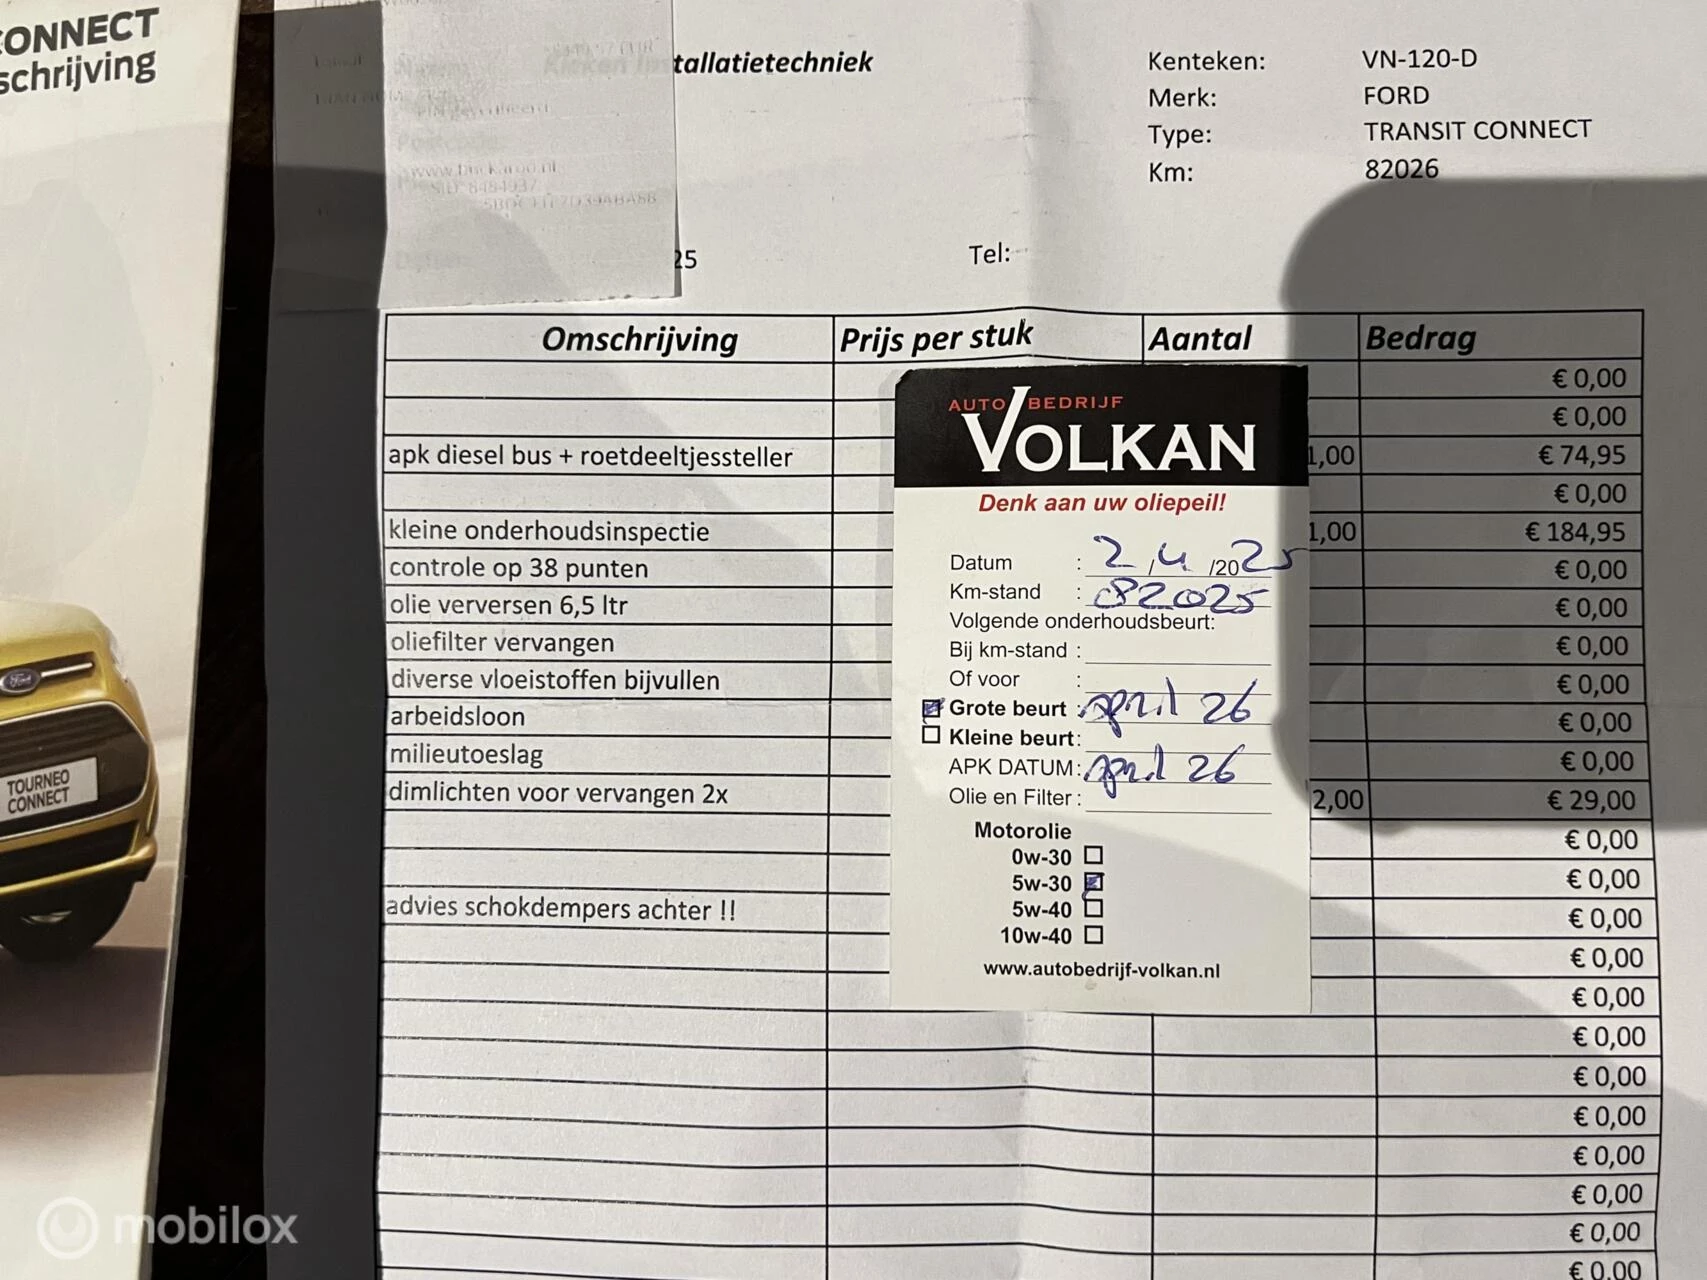 CONNECT
schrijving
TOURNEO
CONNECT
Ford
tallatietechniek
25
Tel:
Kenteken: VN-120-D
Merk: FORD
Type: TRANSIT CONNECT
Km: 82026
Omschrijving Prijs per stuk Aantal Bedrag
€ 0,00
€ 0,00
apk diesel bus + roetdeeltjessteller 1,00 € 74,95
€ 0,00
kleine onderhoudsinspectie 1,00 € 184,95
controle op 38 punten € 0,00
olie verversen 6,5 ltr € 0,00
oliefilter vervangen € 0,00
diverse vloeistoffen bijvullen € 0,00
arbeidsloon € 0,00
milieutoeslag € 0,00
dimlichten voor vervangen 2x 2,00 € 29,00
€ 0,00
€ 0,00
advies schokdempers achter !! € 0,00
€ 0,00
€ 0,00
€ 0,00
€ 0,00
€ 0,00
€ 0,00
€ 0,00
€ 0,00
€ 0,00
AUTO BEDRIJF
VOLKAN
Denk aan uw oliepeil!
Datum : 2/4/2025
Km-stand : 82025
Volgende onderhoudsbeurt:
Bij km-stand :
Of voor :
Grote beurt : april 26
Kleine beurt:
APK DATUM: april 26
Olie en Filter:
Motorolie
0w-30
5w-30
5w-40
10w-40
www.autobedrijf-volkan.nl
mobilox